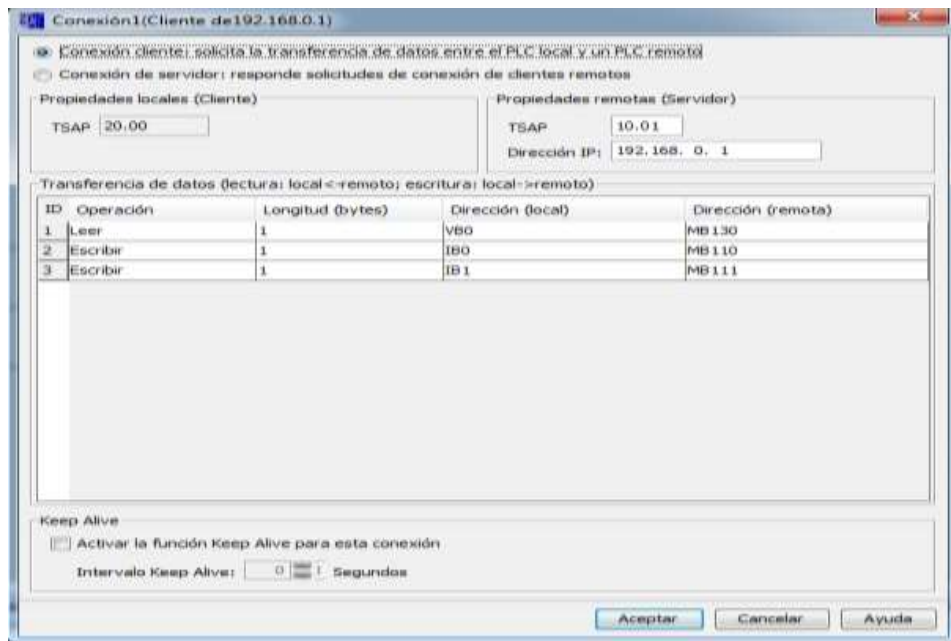 Conexión1(Cliente de192.168.0.1)
Conexión cliente: solicita la transferencia de datos entre el PLC local y un PLC remoto
Conexión de servidor: responde solicitudes de conexión de clientes remotos
Propiedades locales (Cliente)
TSAP 20.00
Propiedades remotas (Servidor)
TSAP 10.01
Dirección IP: 192.168. 0. 1
Transferencia de datos (lectura: local<-remoto; escritura: local->remoto)
ID Operación Longitud (bytes) Dirección (local) Dirección (remota)
1 Leer 1 VB0 MB130
2 Escribir 1 IB0 MB110
3 Escribir 1 IB1 MB111
Keep Alive
Activar la función Keep Alive para esta conexión
Intervalo Keep Alive: 0 Segundos
Aceptar Cancelar Ayuda